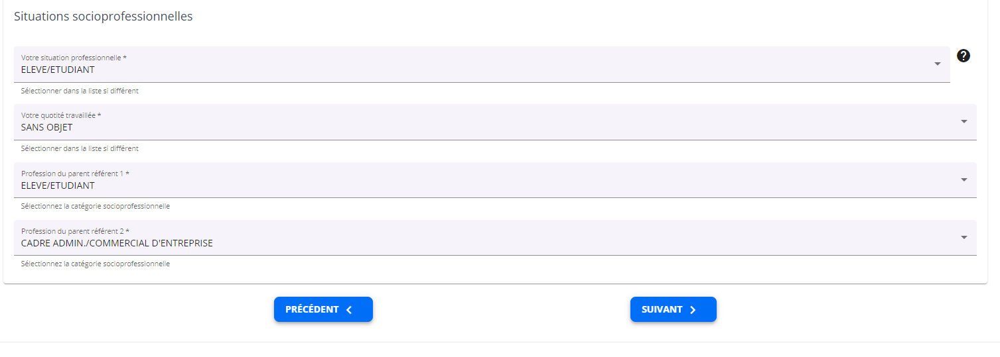 Situations socioprofessionnelles
Votre situation professionnelle *
ELEVE/ETUDIANT
Sélectionner dans la liste si différent
Votre quotité travaillée *
SANS OBJET
Sélectionner dans la liste si différent
Profession du parent référent 1 *
ELEVE/ETUDIANT
Sélectionnez la catégorie socioprofessionnelle
Profession du parent référent 2 *
CADRE ADMIN./COMMERCIAL D'ENTREPRISE
Sélectionnez la catégorie socioprofessionnelle
PRÉCÉDENT
SUIVANT